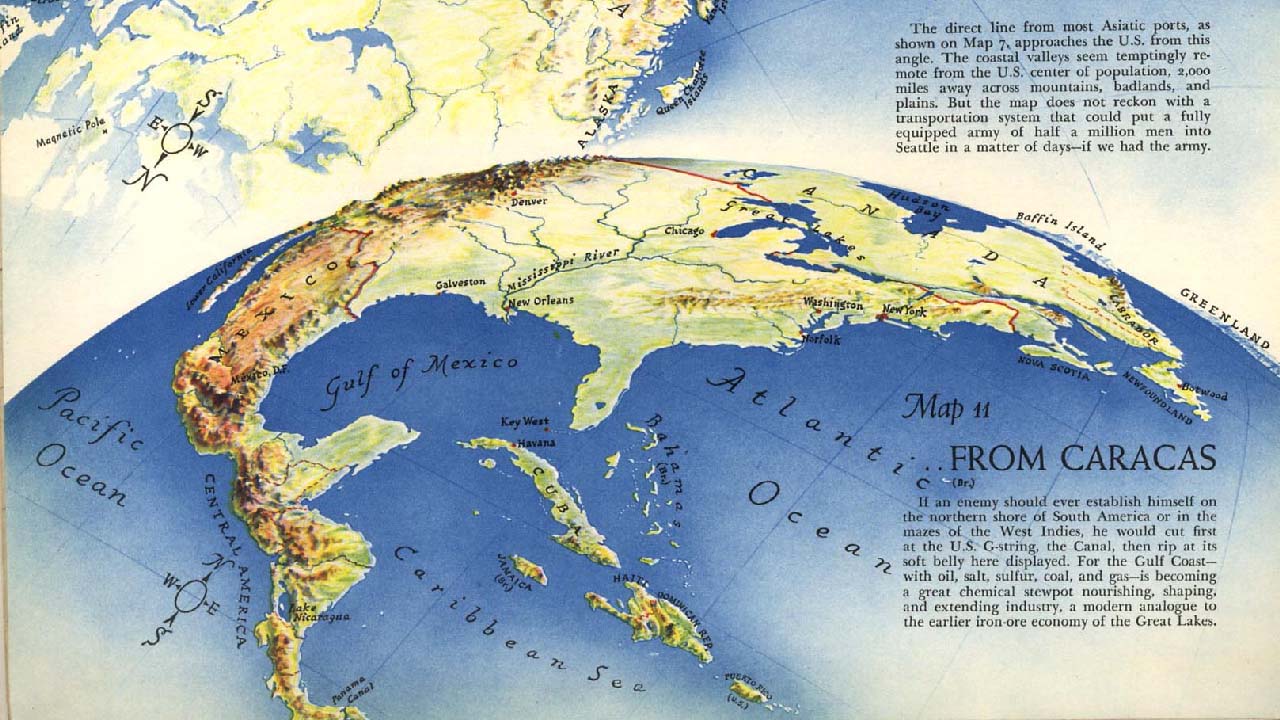 The direct line from most Asiatic ports, as
shown on Map 7, approaches the U.S. from this
angle. The coastal valleys seem temptingly re-
mote from the U.S. center of population, 2,000
miles away across mountains, badlands, and
plains. But the map does not reckon with a
transportation system that could put a fully
equipped army of half a million men into
Seattle in a matter of days—if we had the army.
A
Queen Charlotte
Islands
ALASKA
Magnetic Pole
S
E
W
N
Denver
CANADA
Hudson
Bay
Baffin Island
GREENLAND
Great Lakes
Chicago
Lower California
MEXICO
Galveston
Mississippi River
New Orleans
Washington
New York
Norfolk
LABRADOR
NOVA SCOTIA
NEWFOUNDLAND
Botwood
Mexico, D.F.
Gulf of Mexico
Pacific
Ocean
Atlantic
Ocean
Key West
Havana
Bahamas
(Br.)
CUBA
Map 11
..FROM CARACAS
(Br.)
If an enemy should ever establish himself on
the northern shore of South America or in the
mazes of the West Indies, he would cut first
at the U.S. G-string, the Canal, then rip at its
soft belly here displayed. For the Gulf Coast—
with oil, salt, sulfur, coal, and gas—is becoming
a great chemical stewpot nourishing, shaping,
and extending industry, a modern analogue to
the earlier iron-ore economy of the Great Lakes.
CENTRAL AMERICA
Caribbean Sea
JAMAICA
(Br.)
HAITI
DOMINICAN REP.
PUERTO RICO
(U.S.)
N
W
E
S
Lake
Nicaragua
Panama
Canal